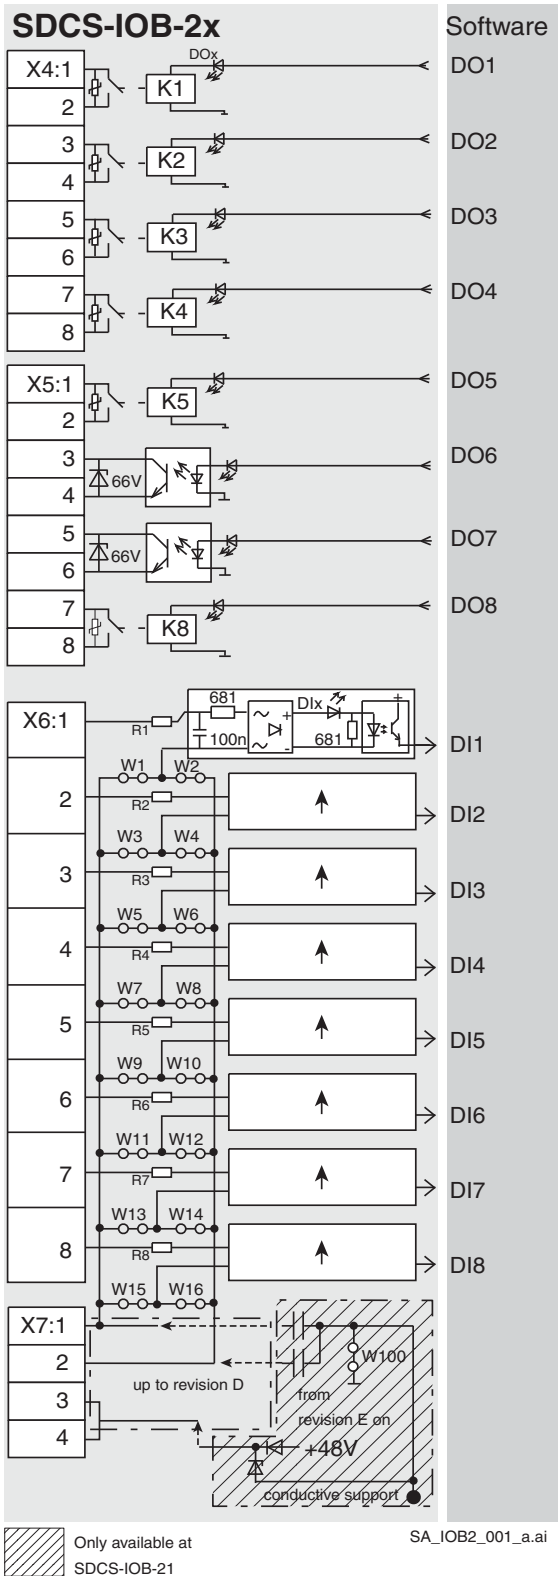 SDCS-IOB-2x Software
X4:1 DOx K1 DO1
2
3 K2 DO2
4
5 K3 DO3
6
7 K4 DO4
8
X5:1 K5 DO5
2
3 66V DO6
4
5 66V DO7
6
7 K8 DO8
8
X6:1 R1 681 100n ~ ~ + - DIx 681 + DI1
W1 W2
2 R2 DI2
W3 W4
3 R3 DI3
W5 W6
4 R4 DI4
W7 W8
5 R5 DI5
W9 W10
6 R6 DI6
W11 W12
7 R7 DI7
W13 W14
8 R8 DI8
W15 W16
X7:1
2 W100
up to revision D
3 from
revision E on
4 +48V
conductive support
Only available at
SDCS-IOB-21
SA_IOB2_001_a.ai